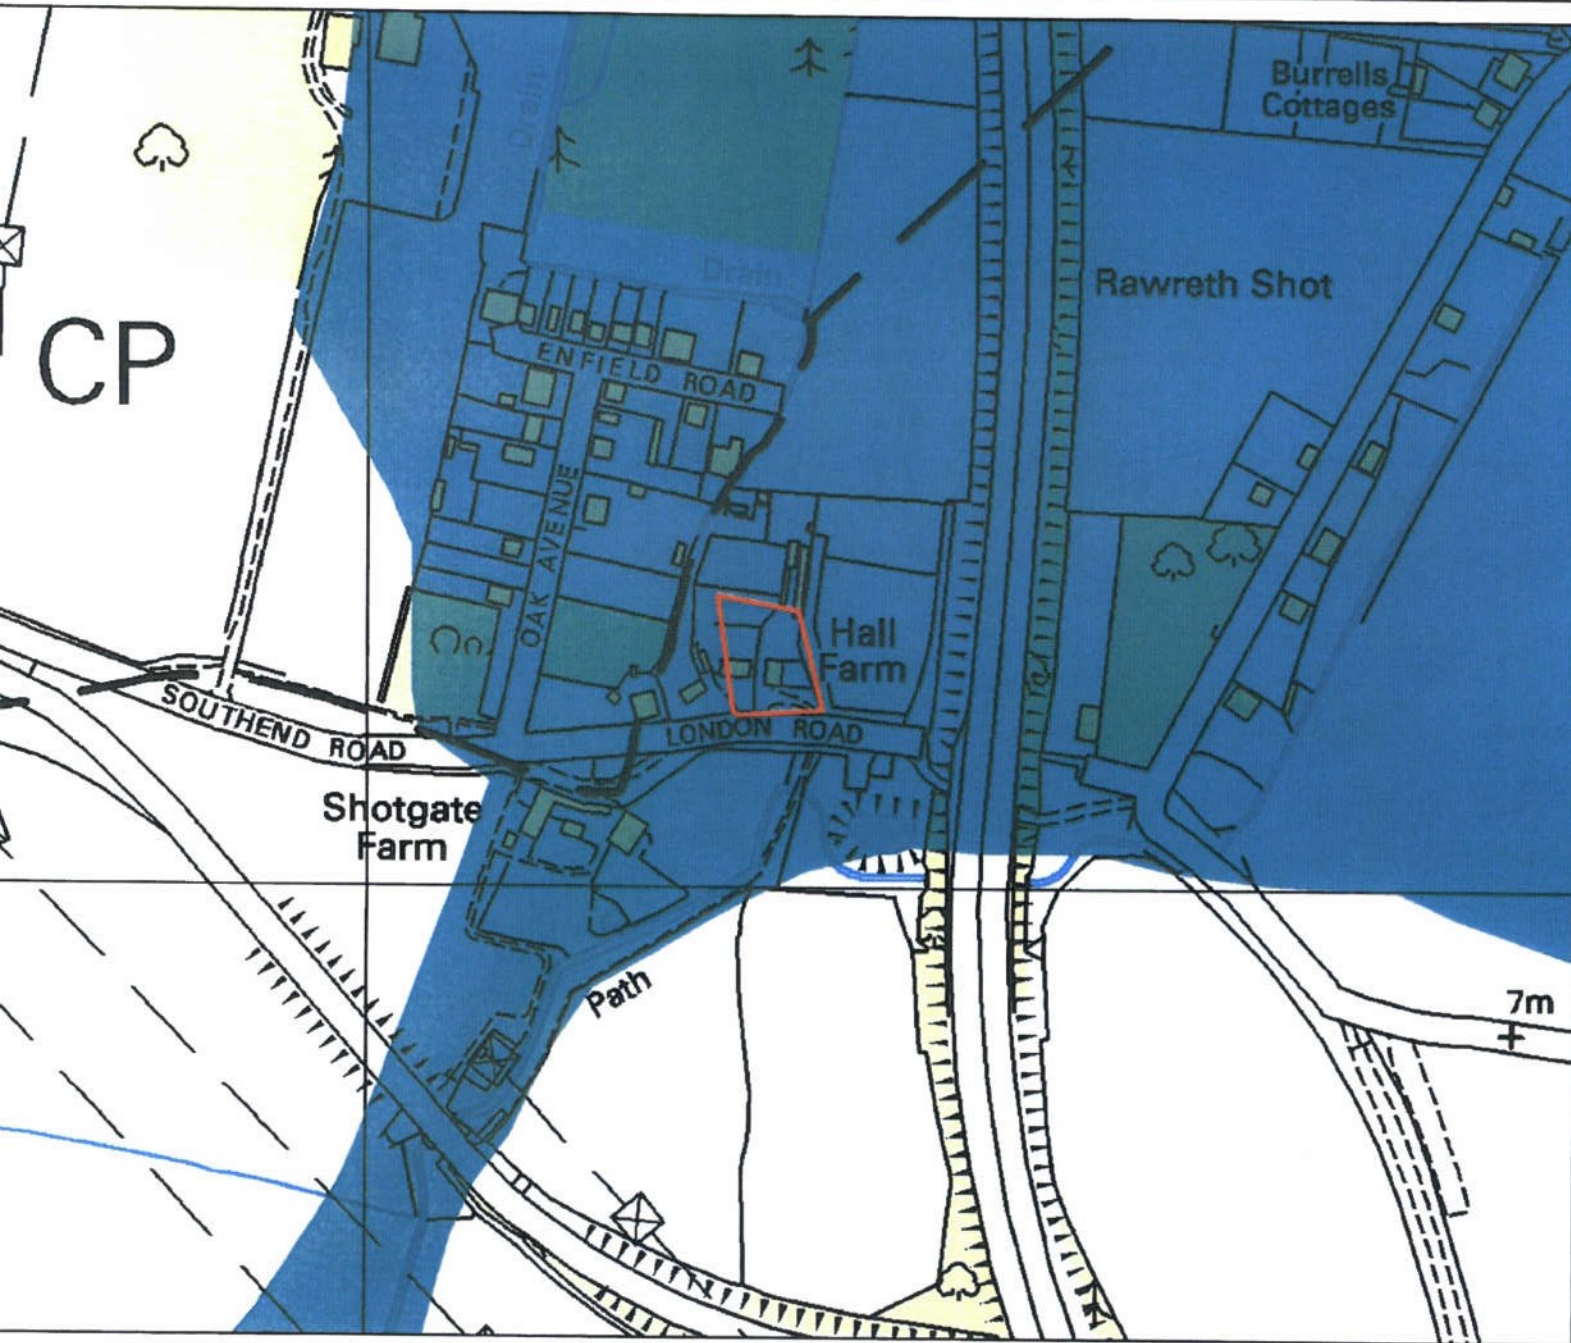 Burrells
Cottages
Drain
Drain
Rawreth Shot
CP
ENFIELD ROAD
OAK AVENUE
Hall
Farm
SOUTHEND ROAD
LONDON ROAD
Shotgate
Farm
Path
7m